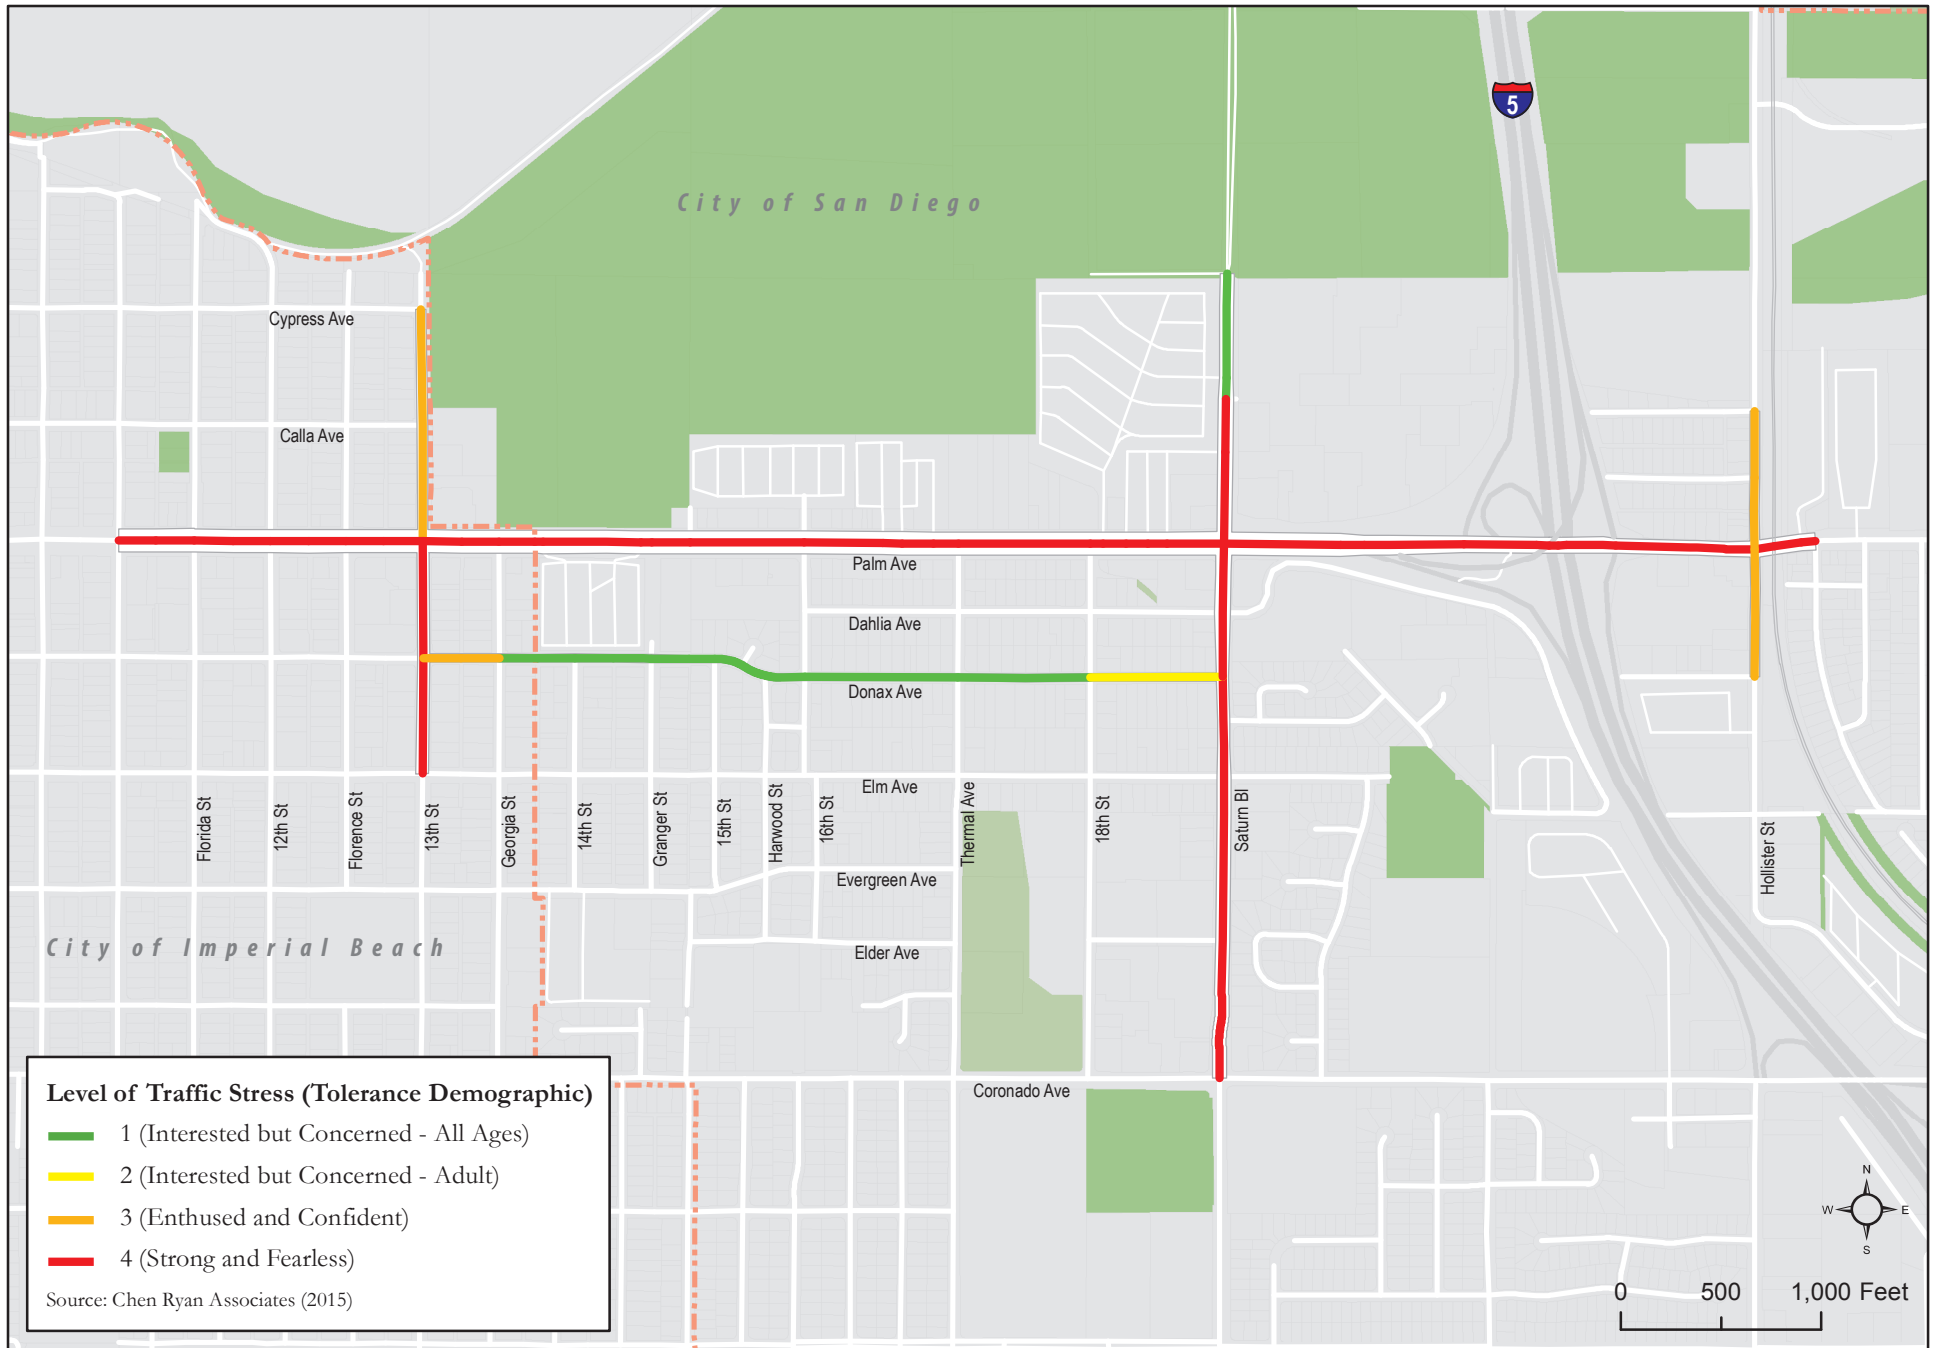 5
City of San Diego
Cypress Ave
Calla Ave
Palm Ave
Dahlia Ave
Donax Ave
Elm Ave
Florida St
12th St
Florence St
13th St
Georgia St
14th St
Granger St
15th St
Harwood St
16th St
Thermal Ave
18th St
Saturn Bl
Hollister St
Evergreen Ave
City of Imperial Beach
Elder Ave
Coronado Ave
Level of Traffic Stress (Tolerance Demographic)
1 (Interested but Concerned - All Ages)
2 (Interested but Concerned - Adult)
3 (Enthused and Confident)
4 (Strong and Fearless)
Source: Chen Ryan Associates (2015)
N
W E
S
0 500 1,000 Feet